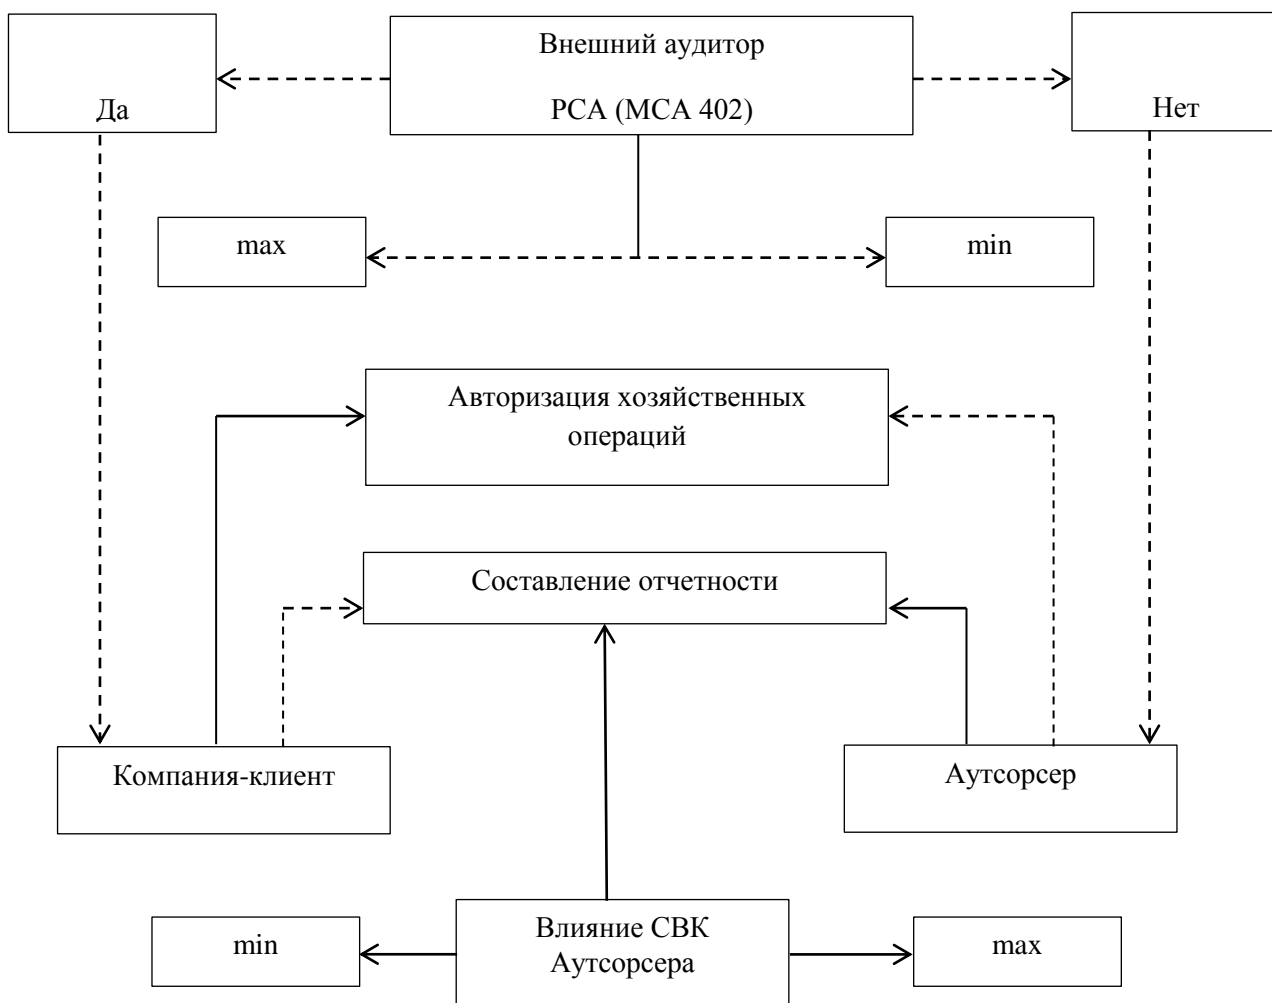 Внешний аудитор
РСА (МСА 402)
Да
Нет
max
min
Авторизация хозяйственных
операций
Составление отчетности
Компания-клиент
Аутсорсер
Влияние СВК
Аутсорсера
min
max